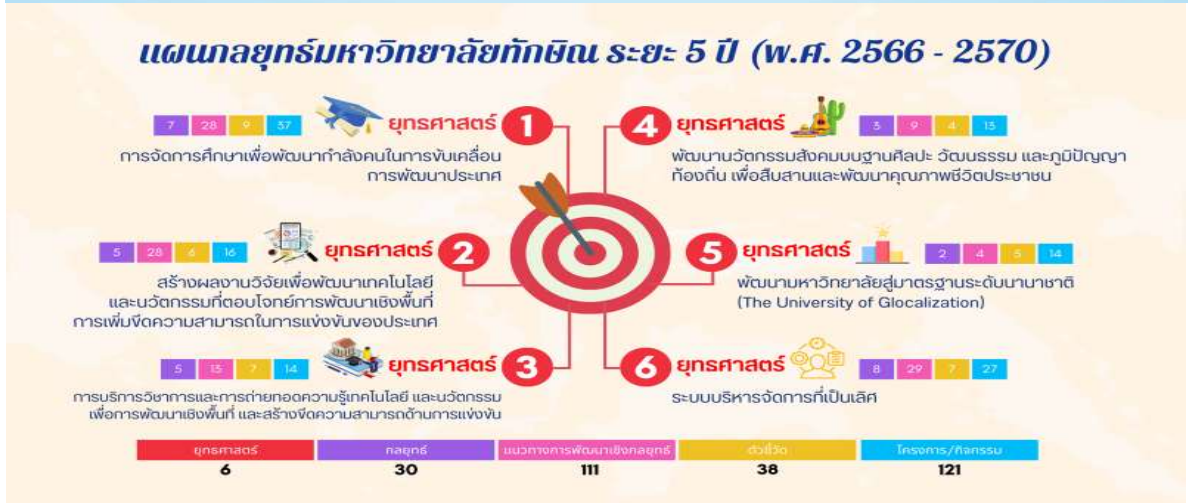 แผนกลยุทธ์มหาวิทยาลัยทักษิณ ระยะ 5 ปี (พ.ศ. 2566 - 2570)
7 28 9 37 ยุทธศาสตร์ 1
การจัดการศึกษาเพื่อพัฒนากำลังคนในการขับเคลื่อน
การพัฒนาประเทศ
5 28 6 16 ยุทธศาสตร์ 2
สร้างผลงานวิจัยเพื่อพัฒนาเทคโนโลยี
และนวัตกรรมที่ตอบโจทย์การพัฒนาเชิงพื้นที่
การเพิ่มขีดความสามารถในการแข่งขันของประเทศ
5 13 7 14 ยุทธศาสตร์ 3
การบริการวิชาการและการถ่ายทอดความรู้เทคโนโลยี และนวัตกรรม
เพื่อการพัฒนาเชิงพื้นที่ และสร้างขีดความสามารถด้านการแข่งขัน
4 ยุทธศาสตร์ 3 9 4 13
พัฒนานวัตกรรมสังคมบนฐานศิลปะ วัฒนธรรม และภูมิปัญญา
ท้องถิ่น เพื่อสืบสานและพัฒนาคุณภาพชีวิตประชาชน
5 ยุทธศาสตร์ 2 4 5 14
พัฒนามหาวิทยาลัยสู่มาตรฐานระดับนานาชาติ
(The University of Glocalization)
6 ยุทธศาสตร์ 8 29 7 27
ระบบบริหารจัดการที่เป็นเลิศ
ยุทธศาสตร์ กลยุทธ์ แนวทางการพัฒนาเชิงกลยุทธ์ ตัวชี้วัด โครงการ/กิจกรรม
6 30 111 38 121